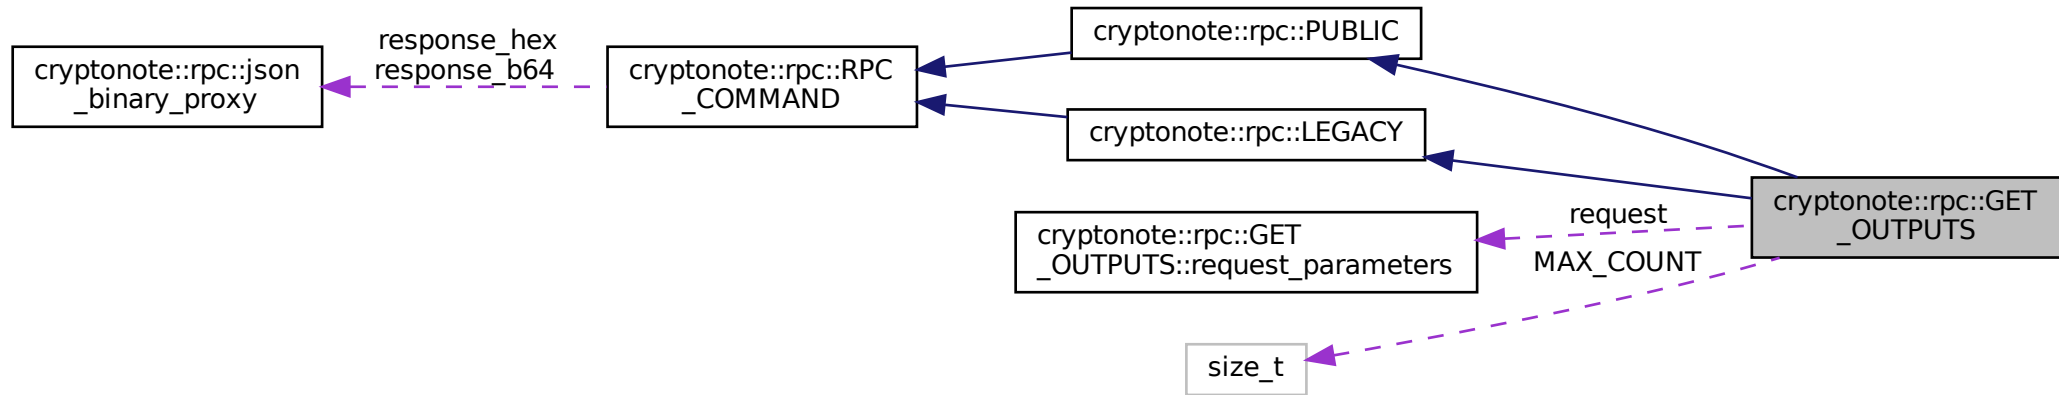 cryptonote::rpc::json
_binary_proxy
response_hex
response_b64
cryptonote::rpc::RPC
_COMMAND
cryptonote::rpc::PUBLIC
cryptonote::rpc::LEGACY
cryptonote::rpc::GET
_OUTPUTS::request_parameters
size_t
request
MAX_COUNT
cryptonote::rpc::GET
_OUTPUTS